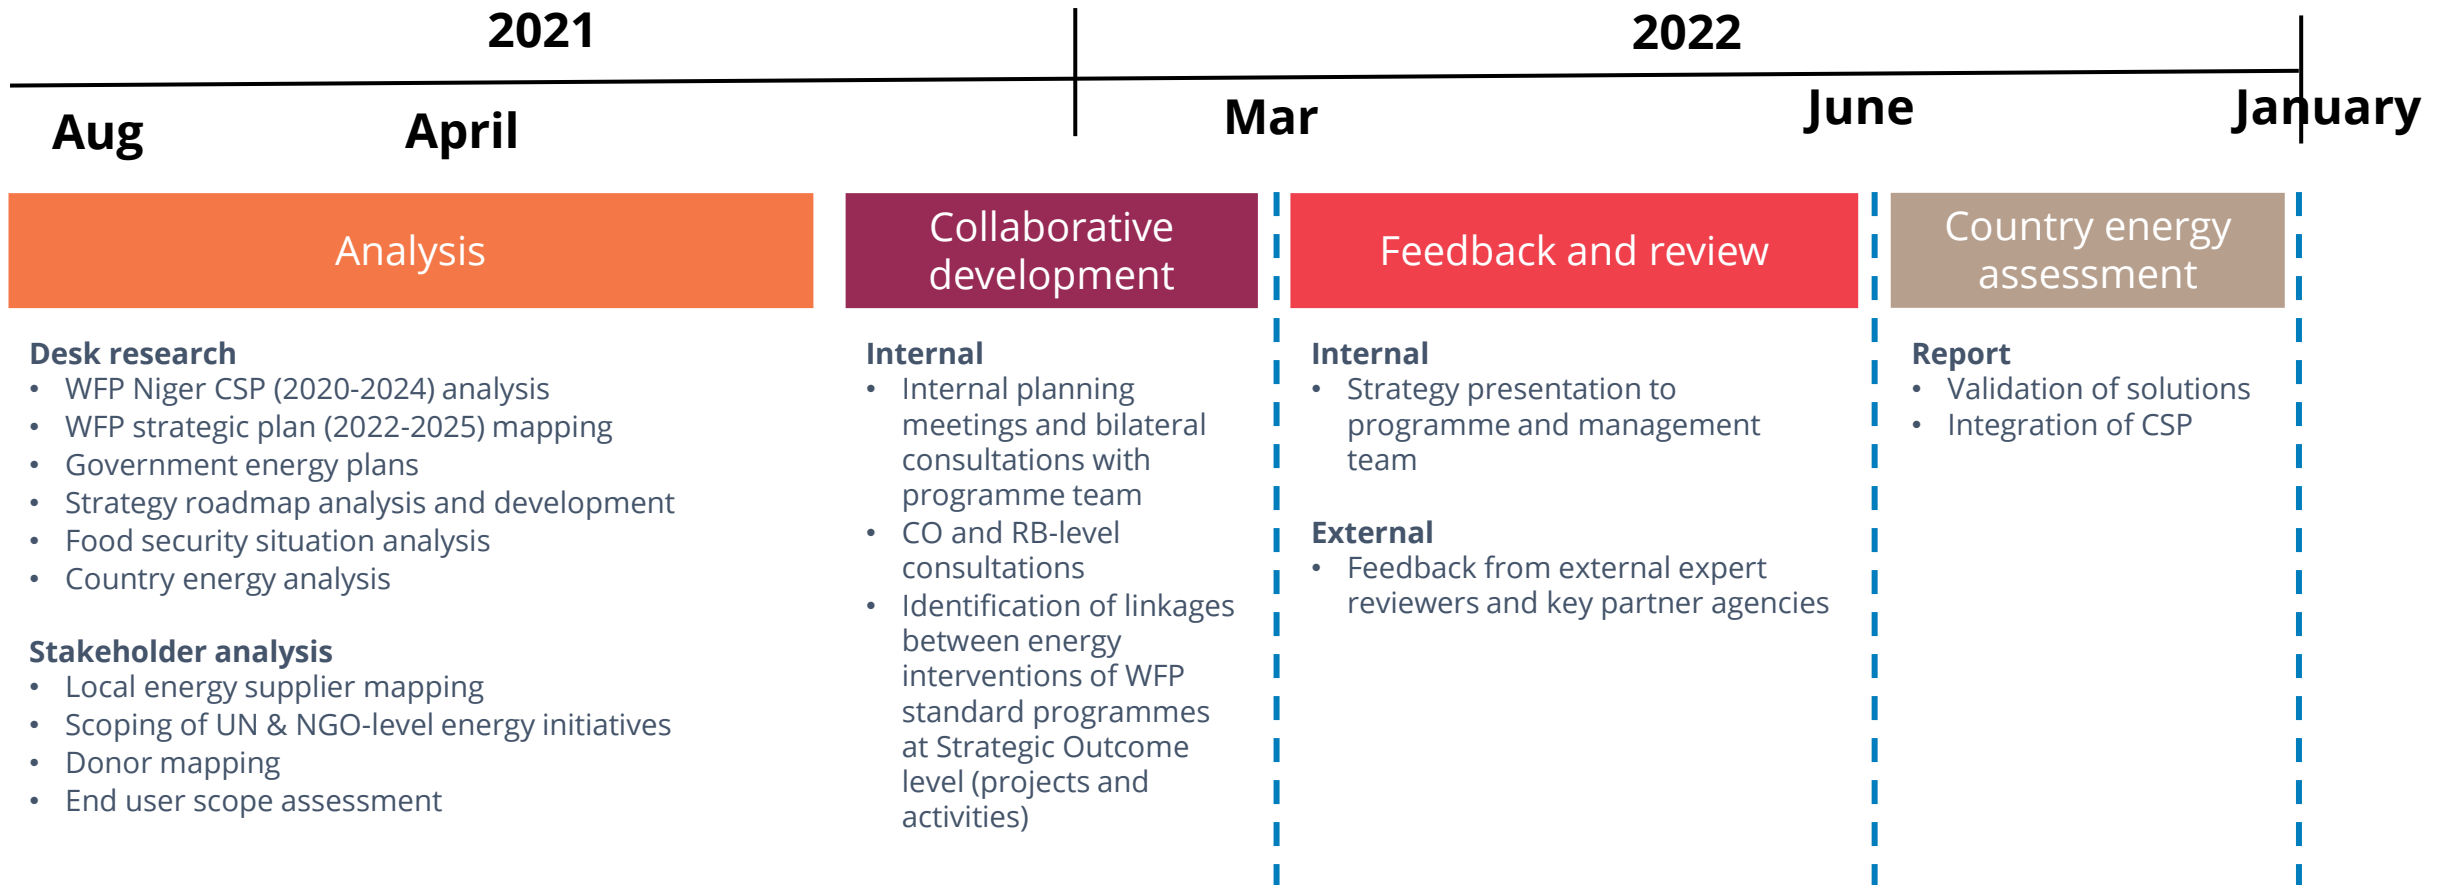 2021
2022
Aug
April
Mar
June
January
Analysis
Desk research
• WFP Niger CSP (2020-2024) analysis
• WFP strategic plan (2022-2025) mapping
• Government energy plans
• Strategy roadmap analysis and development
• Food security situation analysis
• Country energy analysis
Stakeholder analysis
• Local energy supplier mapping
• Scoping of UN & NGO-level energy initiatives
• Donor mapping
• End user scope assessment
Collaborative
development
Internal
• Internal planning
meetings and bilateral
consultations with
programme team
• CO and RB-level
consultations
• Identification of linkages
between energy
interventions of WFP
standard programmes
at Strategic Outcome
level (projects and
activities)
Feedback and review
Internal
• Strategy presentation to
programme and management
team
External
• Feedback from external expert
reviewers and key partner agencies
Country energy
assessment
Report
• Validation of solutions
• Integration of CSP